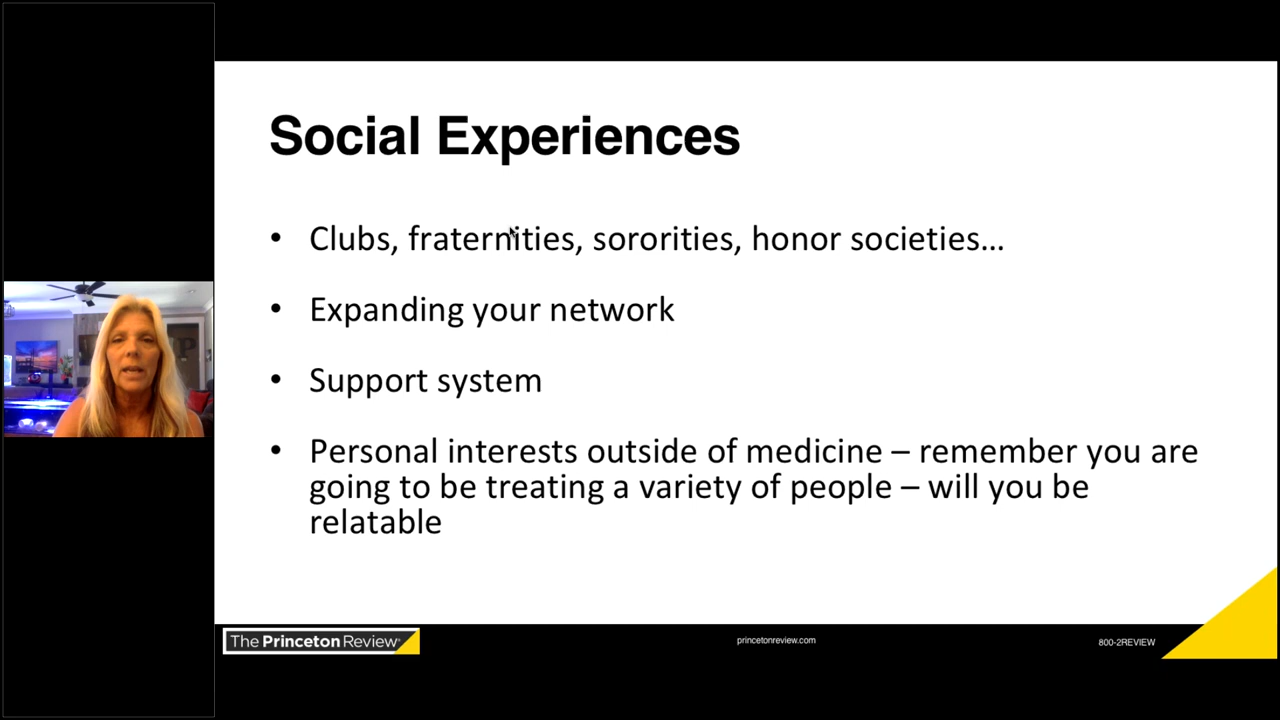 Social Experiences
• Clubs, fraternities, sororities, honor societies…
• Expanding your network
• Support system
• Personal interests outside of medicine – remember you are
going to be treating a variety of people – will you be
relatable
The Princeton Review®
princetonreview.com
800-2REVIEW